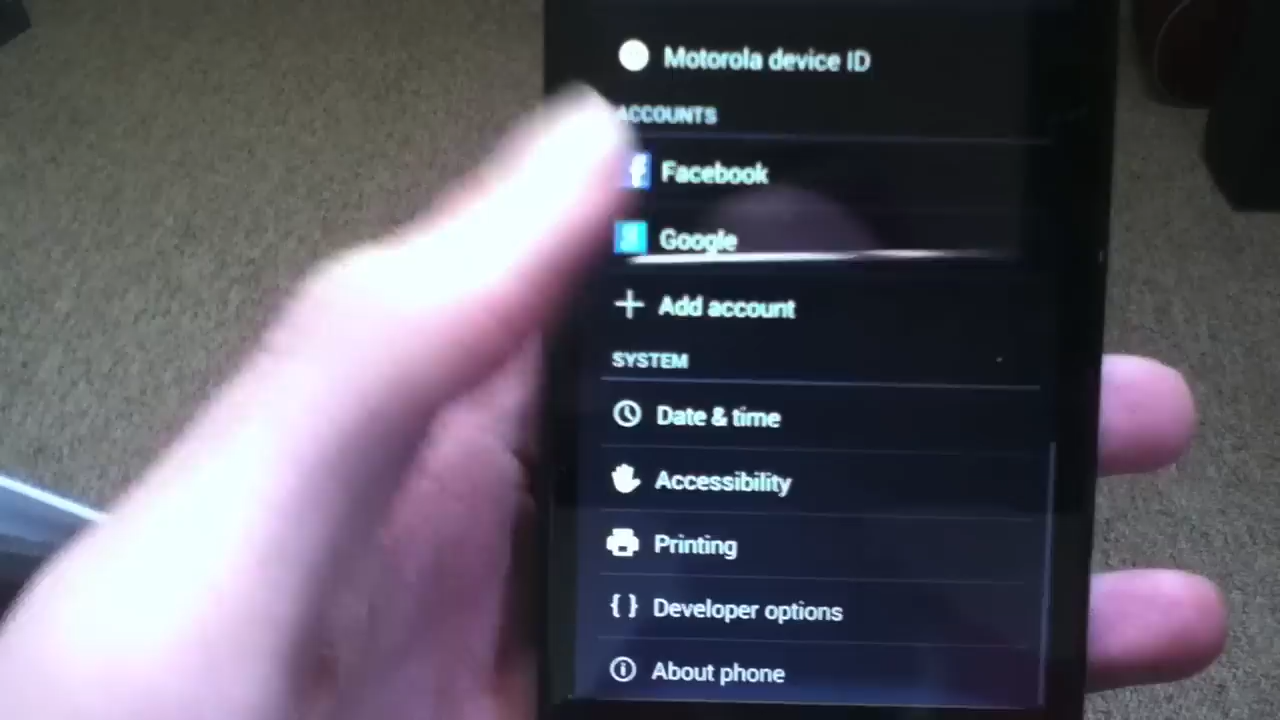 Motorola device ID
ACCOUNTS
Facebook
Google
Add account
SYSTEM
Date & time
Accessibility
Printing
{ } Developer options
About phone